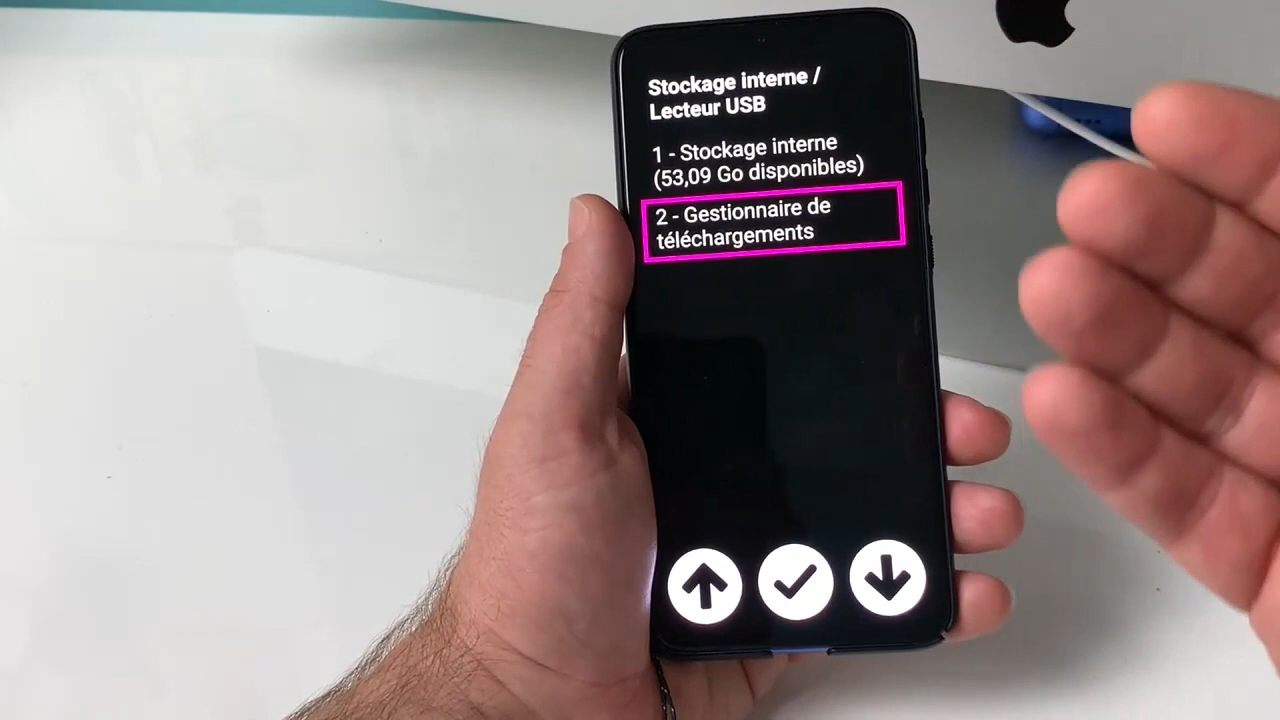 Stockage interne /
Lecteur USB
1 - Stockage interne
(53,09 Go disponibles)
2 - Gestionnaire de
téléchargements